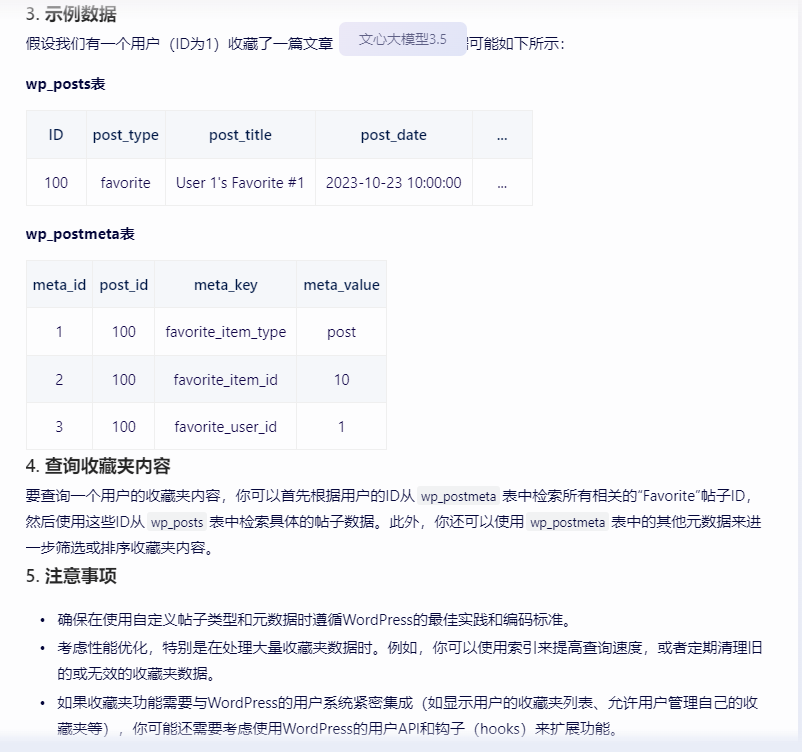 3. 示例数据
假设我们有一个用户（ID为1）收藏了一篇文章 文心大模型3.5 可能如下所示：
wp_posts表
ID post_type post_title post_date ...
100 favorite User 1's Favorite #1 2023-10-23 10:00:00 ...
wp_postmeta表
meta_id post_id meta_key meta_value
1 100 favorite_item_type post
2 100 favorite_item_id 10
3 100 favorite_user_id 1
4. 查询收藏夹内容
要查询一个用户的收藏夹内容，你可以首先根据用户的ID从 wp_postmeta 表中检索所有相关的“Favorite”帖子ID，
然后使用这些ID从 wp_posts 表中检索具体的帖子数据。此外，你还可以使用 wp_postmeta 表中的其他元数据来进
一步筛选或排序收藏夹内容。
5. 注意事项
• 确保在使用自定义帖子类型和元数据时遵循WordPress的最佳实践和编码标准。
• 考虑性能优化，特别是在处理大量收藏夹数据时。例如，你可以使用索引来提高查询速度，或者定期清理旧
的或无效的收藏夹数据。
• 如果收藏夹功能需要与WordPress的用户系统紧密集成（如显示用户的收藏夹列表、允许用户管理自己的收
藏夹等），你可能还需要考虑使用WordPress的用户API和钩子（hooks）来扩展功能。